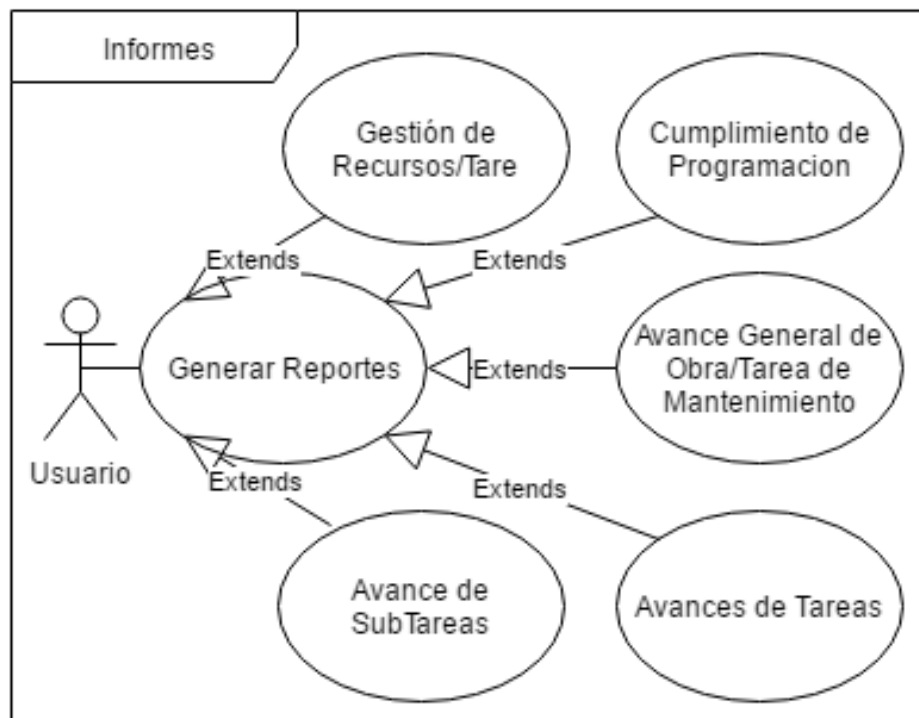 Informes
Gestión de
Recursos/Tare
Cumplimiento de
Programacion
Extends
Extends
Generar Reportes
Extends
Avance General de
Obra/Tarea de
Mantenimiento
Usuario
Extends
Extends
Avance de
SubTareas
Avances de Tareas